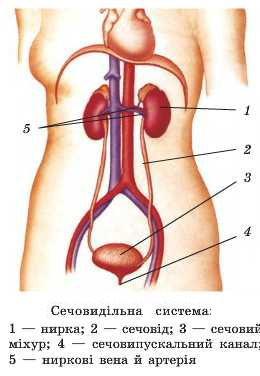 1
2
3
4
5
Сечовидільна система:
1 — нирка; 2 — сечовід; 3 — сечовий
міхур; 4 — сечовипускальний канал;
5 — ниркові вена й артерія